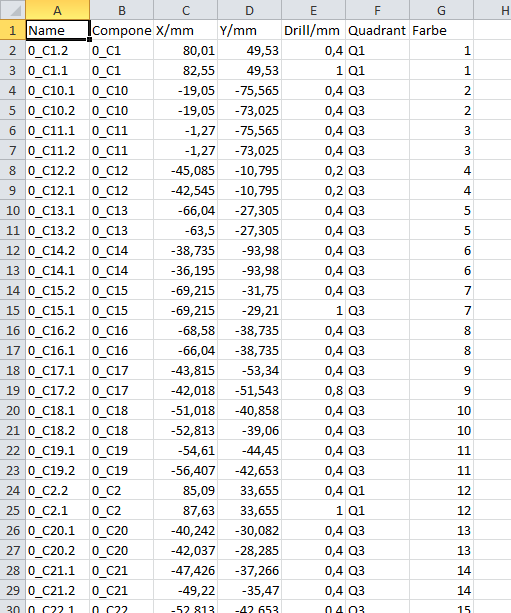 A B C D E F G H
1 Name Compone X/mm Y/mm Drill/mm Quadrant Farbe
2 0_C1.2 0_C1 80,01 49,53 0,4 Q1 1
3 0_C1.1 0_C1 82,55 49,53 1 Q1 1
4 0_C10.1 0_C10 -19,05 -75,565 0,4 Q3 2
5 0_C10.2 0_C10 -19,05 -73,025 0,4 Q3 2
6 0_C11.1 0_C11 -1,27 -75,565 0,4 Q3 3
7 0_C11.2 0_C11 -1,27 -73,025 0,4 Q3 3
8 0_C12.2 0_C12 -45,085 -10,795 0,2 Q3 4
9 0_C12.1 0_C12 -42,545 -10,795 0,2 Q3 4
10 0_C13.1 0_C13 -66,04 -27,305 0,4 Q3 5
11 0_C13.2 0_C13 -63,5 -27,305 0,4 Q3 5
12 0_C14.2 0_C14 -38,735 -93,98 0,4 Q3 6
13 0_C14.1 0_C14 -36,195 -93,98 0,4 Q3 6
14 0_C15.2 0_C15 -69,215 -31,75 0,4 Q3 7
15 0_C15.1 0_C15 -69,215 -29,21 1 Q3 7
16 0_C16.2 0_C16 -68,58 -38,735 0,4 Q3 8
17 0_C16.1 0_C16 -66,04 -38,735 0,4 Q3 8
18 0_C17.1 0_C17 -43,815 -53,34 0,4 Q3 9
19 0_C17.2 0_C17 -42,018 -51,543 0,8 Q3 9
20 0_C18.1 0_C18 -51,018 -40,858 0,4 Q3 10
21 0_C18.2 0_C18 -52,813 -39,06 0,4 Q3 10
22 0_C19.1 0_C19 -54,61 -44,45 0,4 Q3 11
23 0_C19.2 0_C19 -56,407 -42,653 0,4 Q3 11
24 0_C2.2 0_C2 85,09 33,655 0,4 Q1 12
25 0_C2.1 0_C2 87,63 33,655 1 Q1 12
26 0_C20.1 0_C20 -40,242 -30,082 0,4 Q3 13
27 0_C20.2 0_C20 -42,037 -28,285 0,4 Q3 13
28 0_C21.1 0_C21 -47,426 -37,266 0,4 Q3 14
29 0_C21.2 0_C21 -49,22 -35,47 0,4 Q3 14
30 0_C22.1 0_C22 -52,813 -42,653 0,4 Q3 15